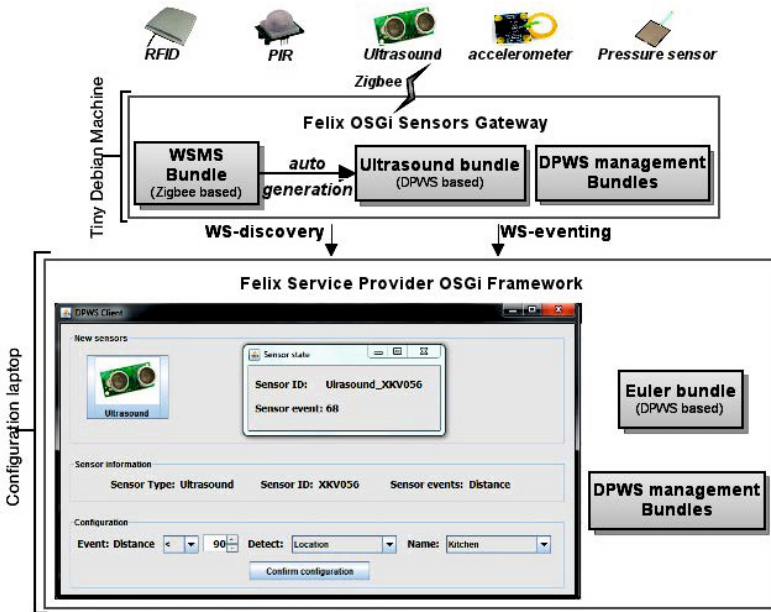 RFID
PIR
Ultrasound
accelerometer
Pressure sensor
Zigbee
Tiny Debian Machine
Felix OSGi Sensors Gateway
WSMS
Bundle
(Zigbee based)
auto
generation
Ultrasound bundle
(DPWS based)
DPWS management
Bundles
WS-discovery
WS-eventing
Configuration laptop
Felix Service Provider OSGi Framework
DPWS Client
New sensors
Ultrasound
Sensor state
Sensor ID: Ulrasound_XKV056
Sensor event: 68
Sensor information
Sensor Type: Ultrasound Sensor ID: XKV056 Sensor events: Distance
Configuration
Event: Distance < 90 Detect: Location Name: Kitchen
Confirm configuration
Euler bundle
(DPWS based)
DPWS management
Bundles